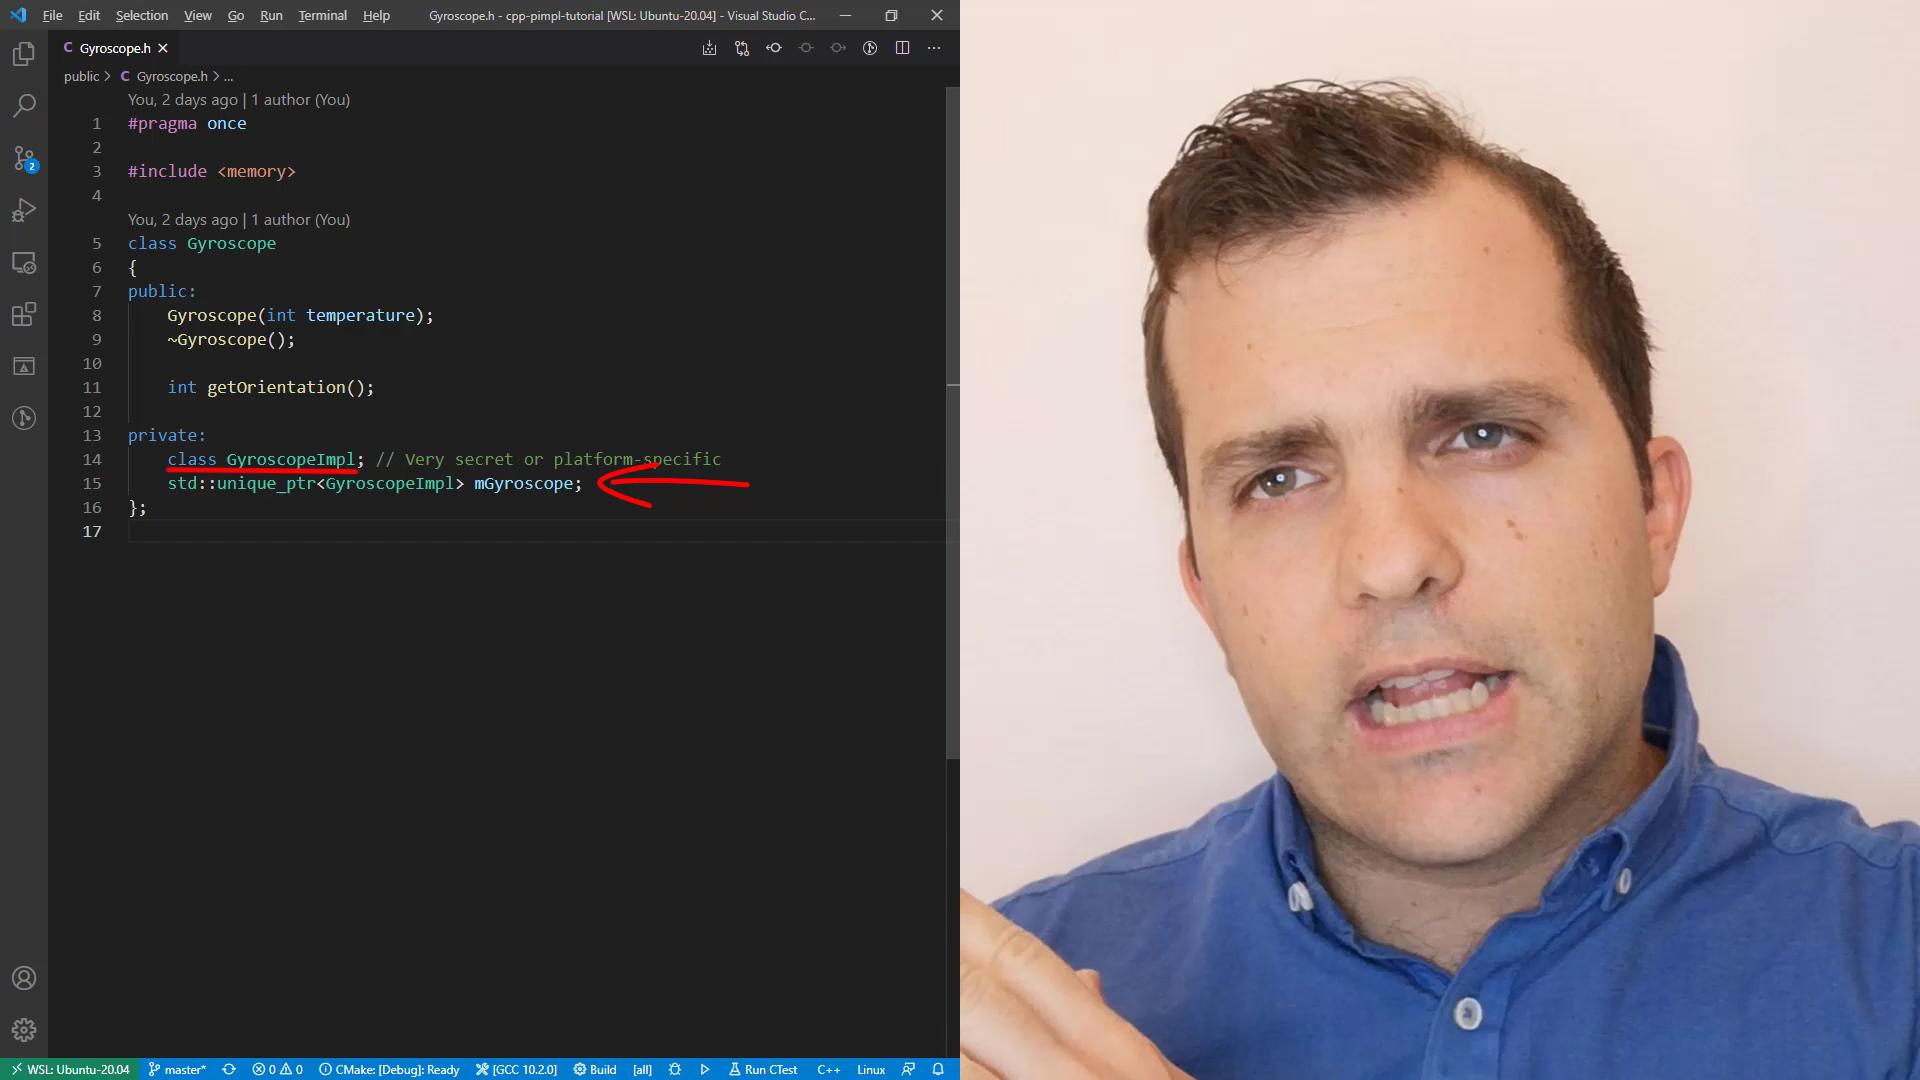 File Edit Selection View Go Run Terminal Help Gyroscope.h - cpp-pimpl-tutorial [WSL: Ubuntu-20.04] - Visual Studio C...
C Gyroscope.h
public > C Gyroscope.h > ...
You, 2 days ago | 1 author (You)
1 #pragma once
2
3 #include <memory>
4
You, 2 days ago | 1 author (You)
5 class Gyroscope
6 {
7 public:
8 Gyroscope(int temperature);
9 ~Gyroscope();
10
11 int getOrientation();
12
13 private:
14 class GyroscopeImpl; // Very secret or platform-specific
15 std::unique_ptr<GyroscopeImpl> mGyroscope;
16 };
17
2
WSL: Ubuntu-20.04 master* 0 0 CMake: [Debug]: Ready [GCC 10.2.0] Build [all] Run CTest C++ Linux